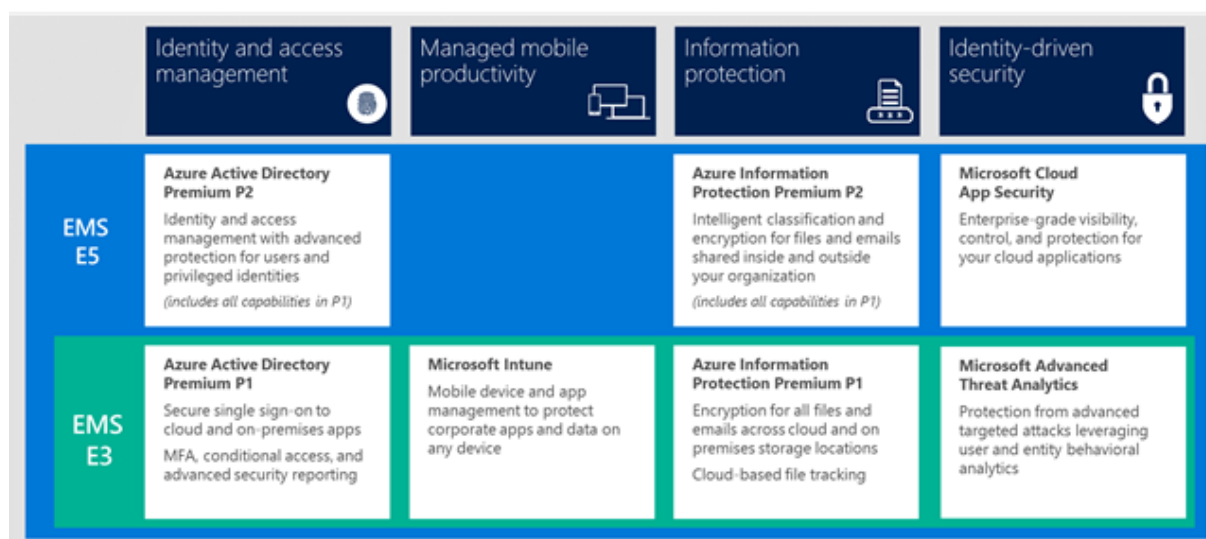 Identity and access
management
Managed mobile
productivity
Information
protection
Identity-driven
security
EMS
E5
Azure Active Directory
Premium P2
Identity and access
management with advanced
protection for users and
privileged identities
(includes all capabilities in P1)
Azure Information
Protection Premium P2
Intelligent classification and
encryption for files and emails
shared inside and outside
your organization
(includes all capabilities in P1)
Microsoft Cloud
App Security
Enterprise-grade visibility,
control, and protection for
your cloud applications
EMS
E3
Azure Active Directory
Premium P1
Secure single sign-on to
cloud and on-premises apps
MFA, conditional access, and
advanced security reporting
Microsoft Intune
Mobile device and app
management to protect
corporate apps and data on
any device
Azure Information
Protection Premium P1
Encryption for all files and
emails across cloud and on
premises storage locations
Cloud-based file tracking
Microsoft Advanced
Threat Analytics
Protection from advanced
targeted attacks leveraging
user and entity behavioral
analytics